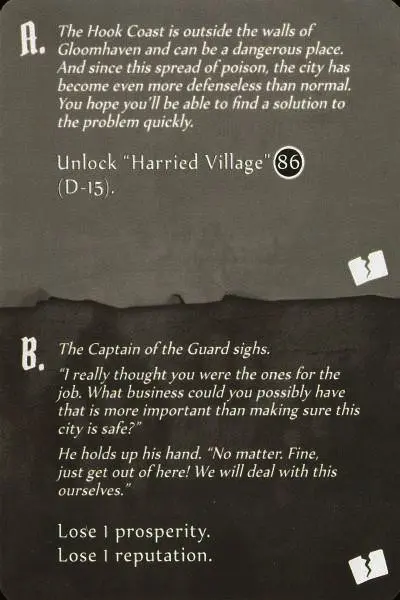 A.
The Hook Coast is outside the walls of
Gloomhaven and can be a dangerous place.
And since this spread of poison, the city has
become even more defenseless than normal.
You hope you'll be able to find a solution to
the problem quickly.
Unlock "Harried Village" 86
(D-15).
B.
The Captain of the Guard sighs.
"I really thought you were the ones for the
job. What business could you possibly have
that is more important than making sure this
city is safe?"
He holds up his hand. "No matter. Fine,
just get out of here! We will deal with this
ourselves."
Lose 1 prosperity.
Lose 1 reputation.